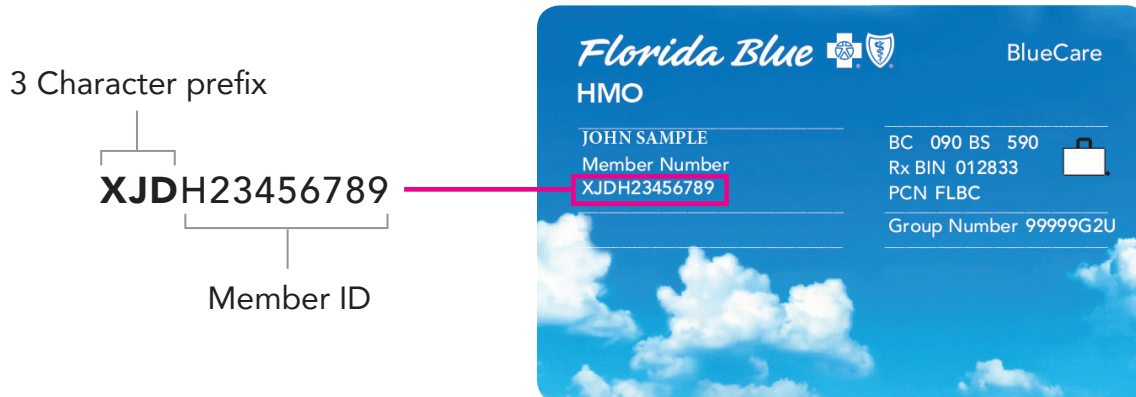 3 Character prefix
XJDH23456789
Member ID
Florida Blue
BlueCare
HMO
JOHN SAMPLE
Member Number
XJDH23456789
BC 090 BS 590
Rx BIN 012833
PCN FLBC
Group Number 99999G2U